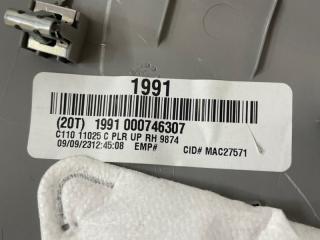 1991
(20T) 1991 000746307
C110 11025 C PLR UP RH 9874
09/09/2312:45:08 EMP# CID# MAC27571